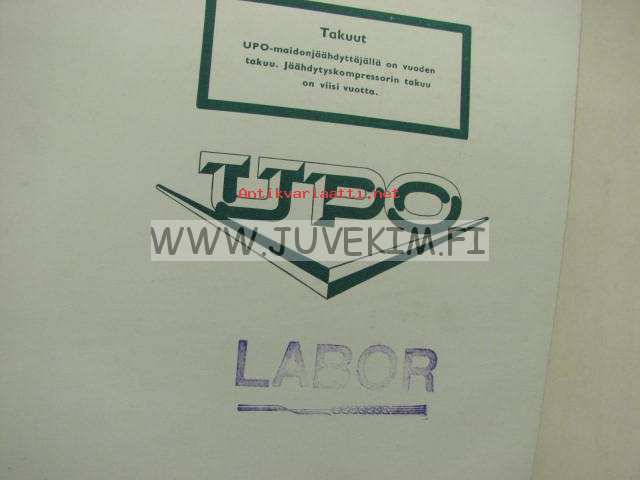 Takuut
UPO-maidonjäähdyttäjällä on vuoden
takuu. Jäähdytyskompressorin takuu
on viisi vuotta.
UPO
Antikvariaatti.net
WWW.JUVEKIM.FI
LABOR